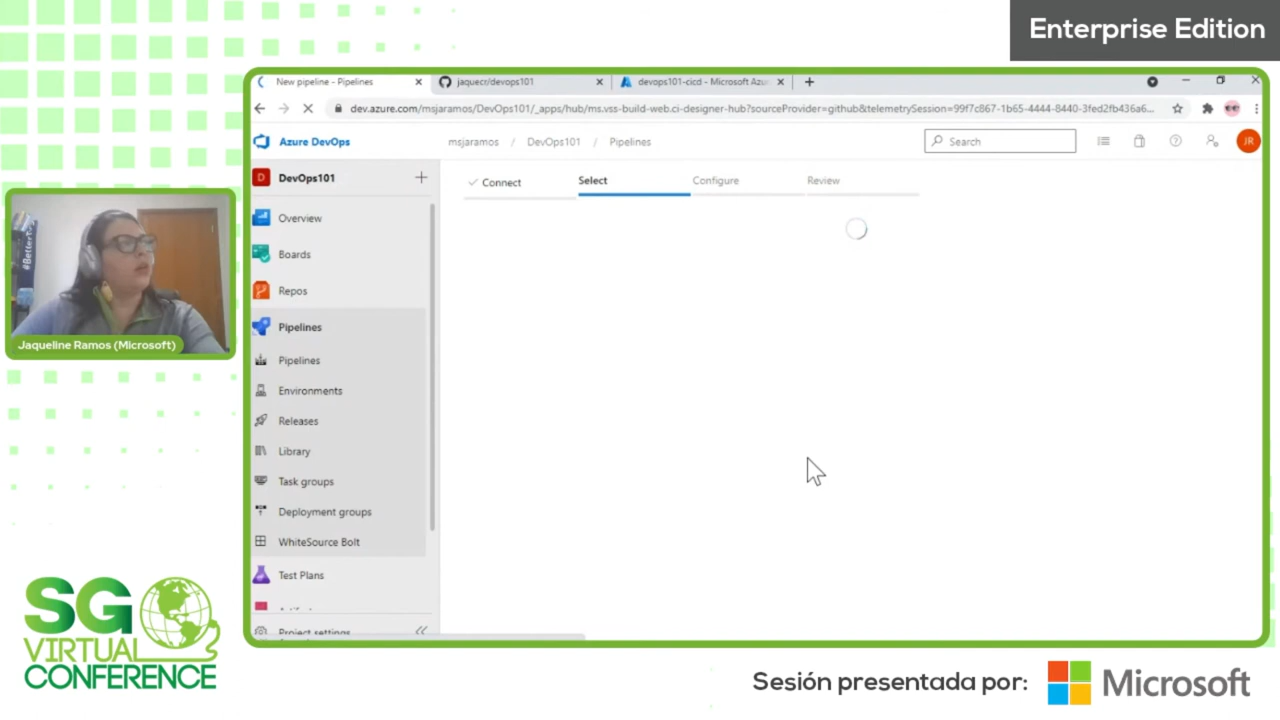 Enterprise Edition
New pipeline - Pipelines
jaquecr/devops101
devops101-cicd - Microsoft Azu
dev.azure.com/msjaramos/DevOps101/_apps/hub/ms.vss-build-web.ci-designer-hub?sourceProvider=github&telemetrySession=99f7c867-1b65-4444-8440-3fed2fb436a6...
Azure DevOps
msjaramos / DevOps101 / Pipelines
Search
JR
D DevOps101
Connect
Select
Configure
Review
Overview
Boards
Repos
Pipelines
Pipelines
Environments
Releases
Library
Task groups
Deployment groups
WhiteSource Bolt
Test Plans
Project settings
Jaqueline Ramos (Microsoft)
SG
VIRTUAL
CONFERENCE
Sesión presentada por:
Microsoft